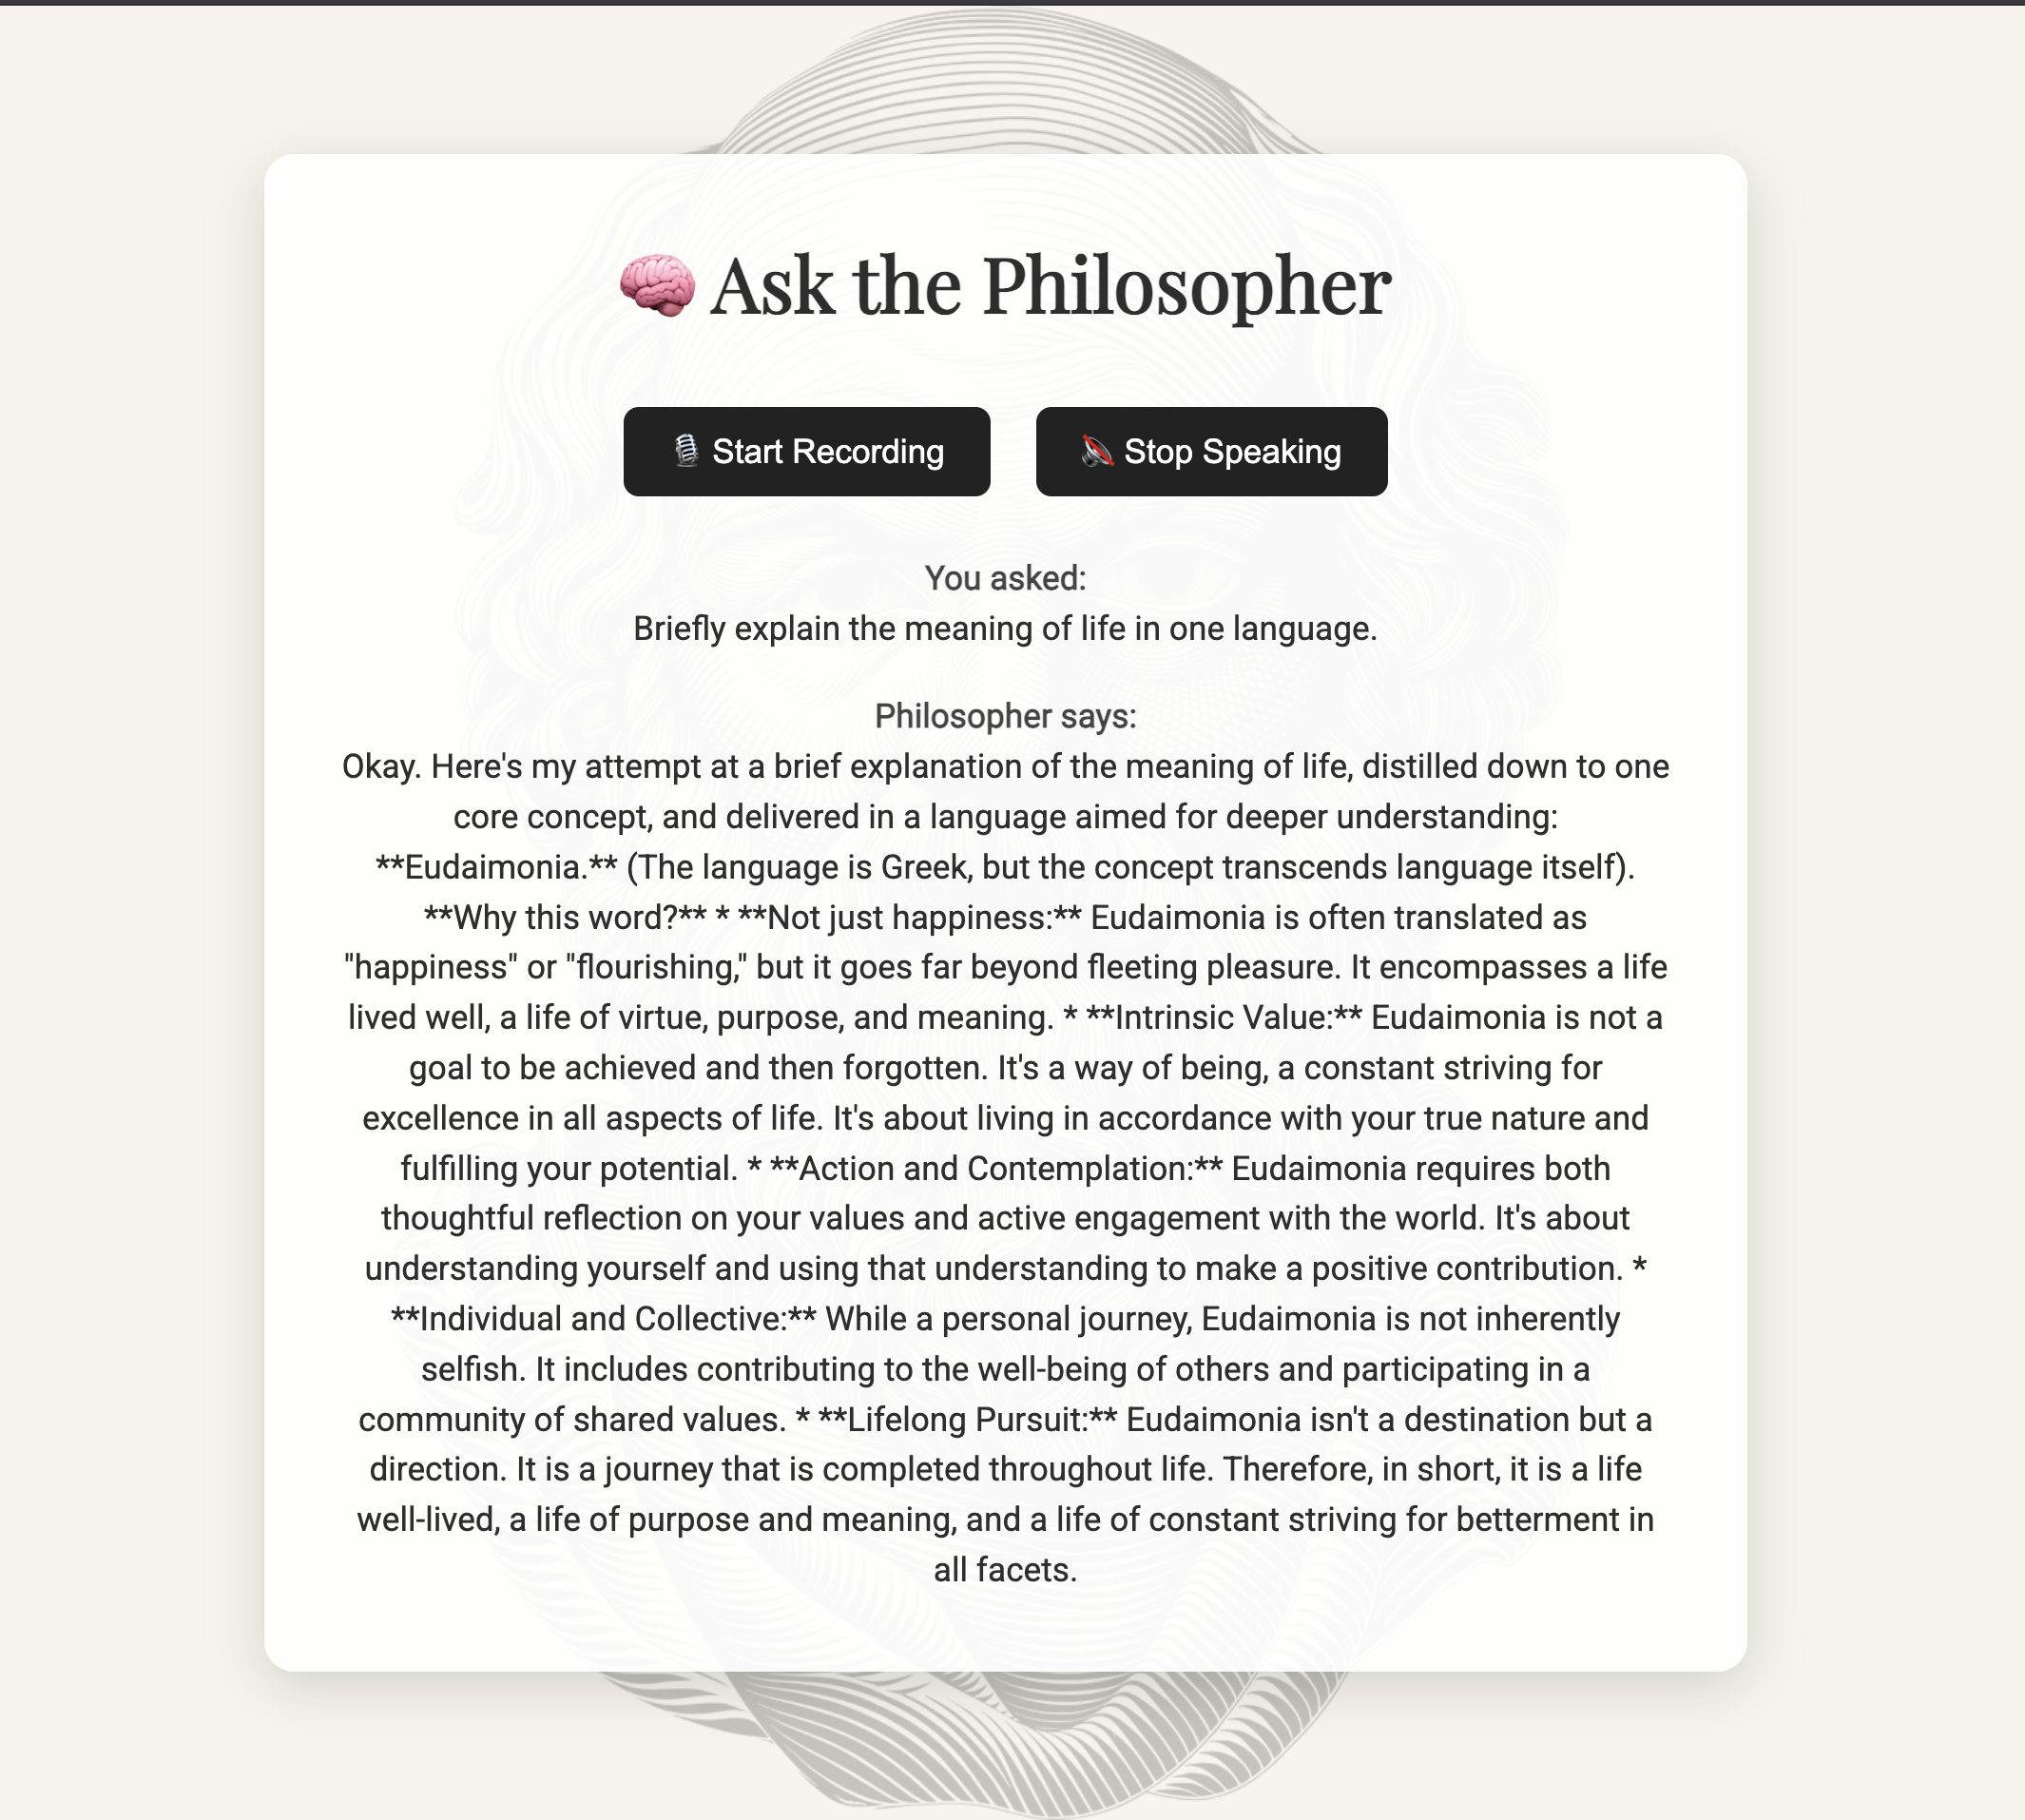 🧠 Ask the Philosopher
🎙️ Start Recording
🔇 Stop Speaking
You asked:
Briefly explain the meaning of life in one language.
Philosopher says:
Okay. Here's my attempt at a brief explanation of the meaning of life, distilled down to one
core concept, and delivered in a language aimed for deeper understanding:
**Eudaimonia.** (The language is Greek, but the concept transcends language itself).
**Why this word?** * **Not just happiness:** Eudaimonia is often translated as
"happiness" or "flourishing," but it goes far beyond fleeting pleasure. It encompasses a life
lived well, a life of virtue, purpose, and meaning. * **Intrinsic Value:** Eudaimonia is not a
goal to be achieved and then forgotten. It's a way of being, a constant striving for
excellence in all aspects of life. It's about living in accordance with your true nature and
fulfilling your potential. * **Action and Contemplation:** Eudaimonia requires both
thoughtful reflection on your values and active engagement with the world. It's about
understanding yourself and using that understanding to make a positive contribution. *
**Individual and Collective:** While a personal journey, Eudaimonia is not inherently
selfish. It includes contributing to the well-being of others and participating in a
community of shared values. * **Lifelong Pursuit:** Eudaimonia isn't a destination but a
direction. It is a journey that is completed throughout life. Therefore, in short, it is a life
well-lived, a life of purpose and meaning, and a life of constant striving for betterment in
all facets.